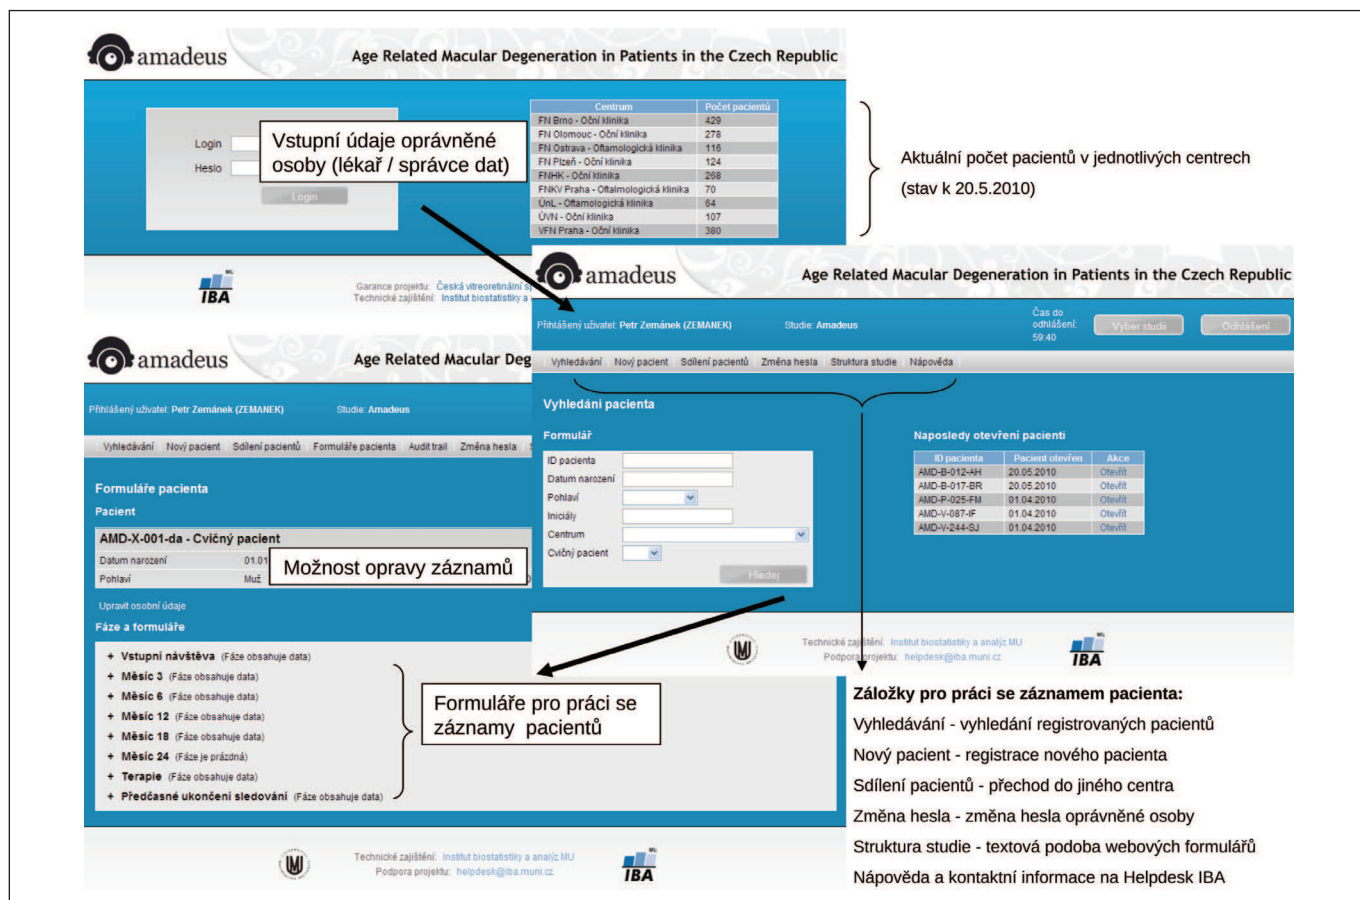 amadeus
Age Related Macular Degeneration in Patients in the Czech Republic
Login
Heslo
Login
Vstupní údaje oprávněné
osoby (lékař / správce dat)
Centrum Počet pacientů
FN Brno - Oční klinika 429
FN Olomouc - Oční klinika 278
FN Ostrava - Oftamologická klinika 116
FN Plzeň - Oční klinika 124
FNHK - Oční klinika 268
FNKV Praha - Oftalmologická klinika 70
ÚnL - Oftamologická klinika 64
ÚVN - Oční klinika 107
VFN Praha - Oční klinika 380
Aktuální počet pacientů v jednotlivých centrech
(stav k 20.5.2010)
MU
IBA
Garance projektu: Česká vitreoretinální
Technické zajištění: Institut biostatistiky a
amadeus
Age Related Macular Degeneration in Patients in the Czech Republic
Přihlášený uživatel: Petr Zemánek (ZEMANEK) Studie: Amadeus
Čas do
odhlášení:
59:40
Vyber studii
Odhlášení
Vyhledávání Nový pacient Sdílení pacientů Změna hesla Struktura studie Nápověda
Vyhledání pacienta
Formulář
ID pacienta
Datum narození
Pohlaví
Iniciály
Centrum
Cvičný pacient
Hledej
Naposledy otevření pacienti
ID pacienta Pacient otevřen Akce
AMD-B-012-AH 20.05.2010 Otevřít
AMD-B-017-BR 20.05.2010 Otevřít
AMD-P-025-FM 01.04.2010 Otevřít
AMD-V-087-IF 01.04.2010 Otevřít
AMD-V-244-SJ 01.04.2010 Otevřít
Technické zajištění: Institut biostatistiky a analýz MU
Podpora projektu: helpdesk@iba.muni.cz
MU
IBA
amadeus
Age Related Macular Deg
Přihlášený uživatel: Petr Zemánek (ZEMANEK) Studie: Amadeus
Vyhledávání Nový pacient Sdílení pacientů Formuláře pacienta Audit trail Změna hesla
Formuláře pacienta
Pacient
AMD-X-001-da - Cvičný pacient
Datum narození 01.01
Pohlaví Muž
Možnost opravy záznamů
Upravit osobní údaje
Fáze a formuláře
+ Vstupní návštěva (Fáze obsahuje data)
+ Měsíc 3 (Fáze obsahuje data)
+ Měsíc 6 (Fáze obsahuje data)
+ Měsíc 12 (Fáze obsahuje data)
+ Měsíc 18 (Fáze obsahuje data)
+ Měsíc 24 (Fáze je prázdná)
+ Terapie (Fáze obsahuje data)
+ Předčasné ukončení sledování (Fáze obsahuje data)
Formuláře pro práci se
záznamy pacientů
Technické zajištění: Institut biostatistiky a analýz MU
Podpora projektu: helpdesk@iba.muni.cz
MU
IBA
Záložky pro práci se záznamem pacienta:
Vyhledávání - vyhledání registrovaných pacientů
Nový pacient - registrace nového pacienta
Sdílení pacientů - přechod do jiného centra
Změna hesla - změna hesla oprávněné osoby
Struktura studie - textová podoba webových formulářů
Nápověda a kontaktní informace na Helpdesk IBA